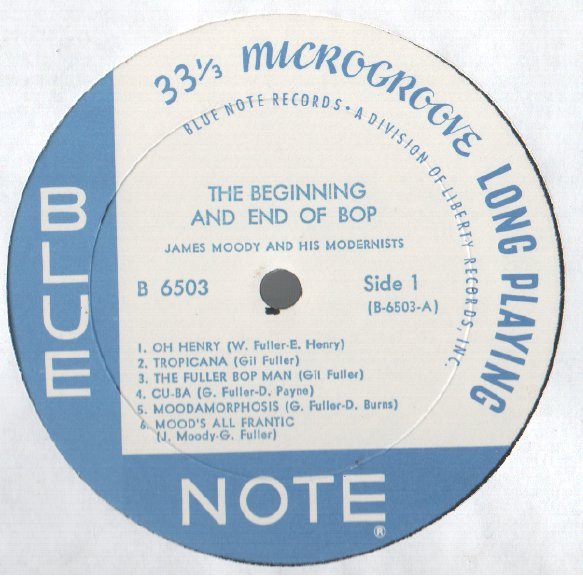 33⅓ MICROGROOVE LONG PLAYING
BLUE NOTE RECORDS • A DIVISION OF LIBERTY RECORDS, INC.
THE BEGINNING
AND END OF BOP
JAMES MOODY AND HIS MODERNISTS
B 6503
Side 1
(B-6503-A)
1. OH HENRY (W. Fuller-E. Henry)
2. TROPICANA (Gil Fuller)
3. THE FULLER BOP MAN (Gil Fuller)
4. CU-BA (G. Fuller-D. Payne)
5. MOODAMORPHOSIS (G. Fuller-D. Burns)
6. MOOD'S ALL FRANTIC
(J. Moody-G. Fuller)
BLUE
NOTE®